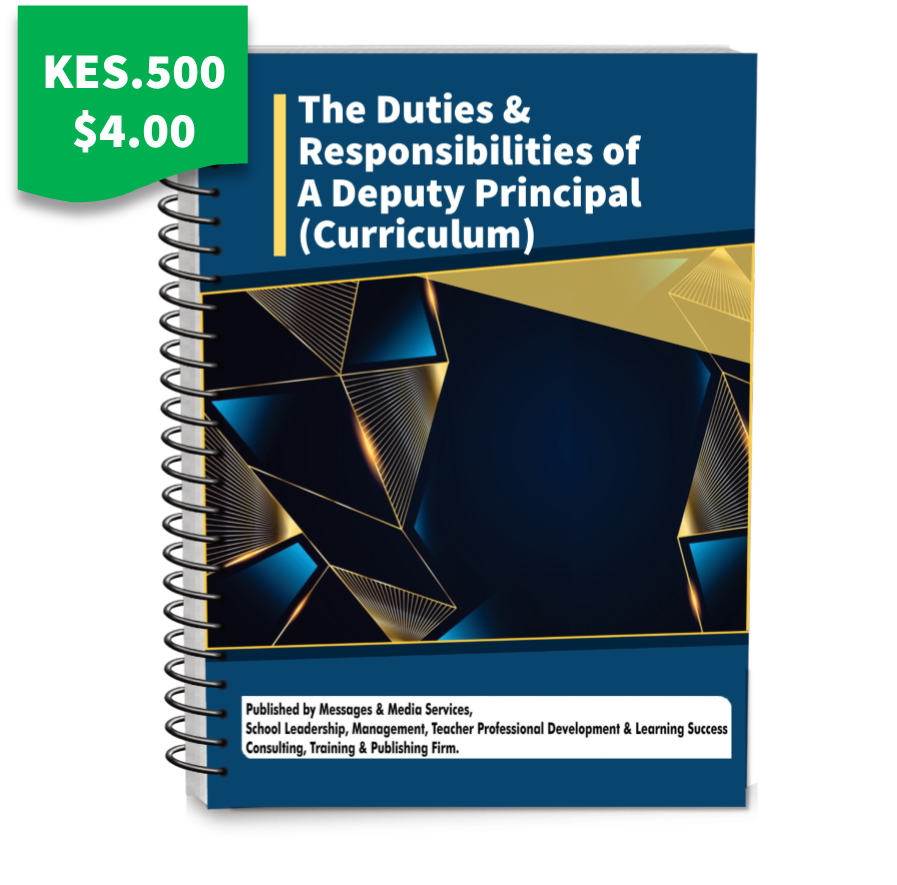 KES.500
$4.00
The Duties &
Responsibilities of
A Deputy Principal
(Curriculum)
Published by Messages & Media Services,
School Leadership, Management, Teacher Professional Development & Learning Success
Consulting, Training & Publishing Firm.